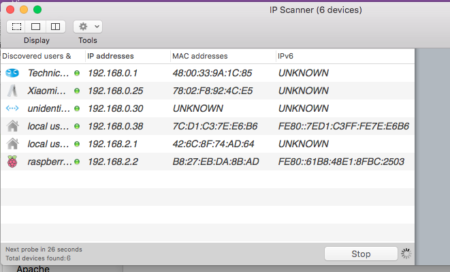 IP Scanner (6 devices)
Display Tools
Discovered users & IP addresses MAC addresses IPv6
Technic... 192.168.0.1 48:00:33:9A:1C:85 UNKNOWN
Xiaomi... 192.168.0.25 78:02:F8:92:4C:E5 UNKNOWN
unidenti... 192.168.0.30 UNKNOWN UNKNOWN
local us... 192.168.0.38 7C:D1:C3:7E:E6:B6 FE80::7ED1:C3FF:FE7E:E6B6
local us... 192.168.2.1 42:6C:8F:74:AD:64 UNKNOWN
raspberr... 192.168.2.2 B8:27:EB:DA:8B:AD FE80::61B8:48E1:8FBC:2503
Next probe in 26 seconds
Total devices found:0
Stop
Apache